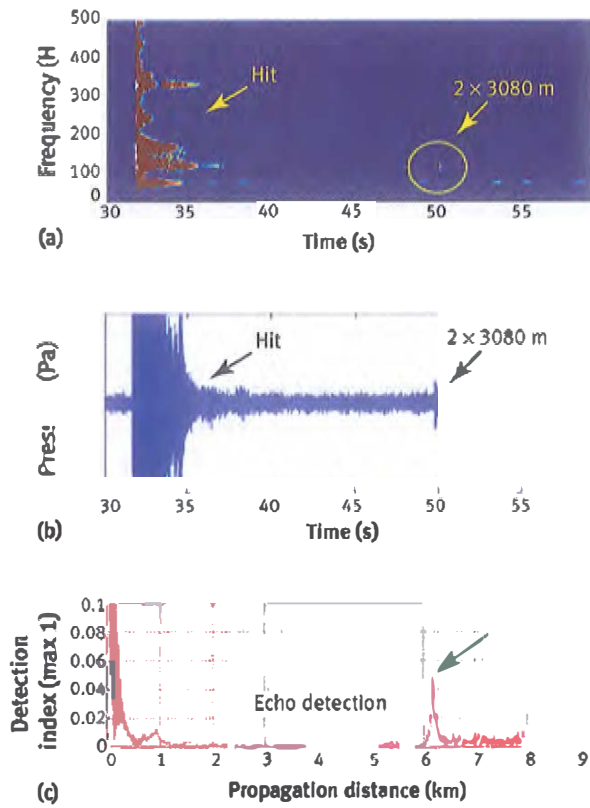 500
400
300
200
100
0
Frequency (H
Hit
2 × 3080 m
30 35 40 45 50 55
Time (s)
(a)
Pres! (Pa)
Hit
2 × 3080 m
30 35 40 45 50 55
Time (s)
(b)
0.1
0.08
0.06
0.04
0.02
0
Detection
index (max 1)
Echo detection
0 1 2 3 4 5 6 7 8 9
Propagation distance (km)
(c)